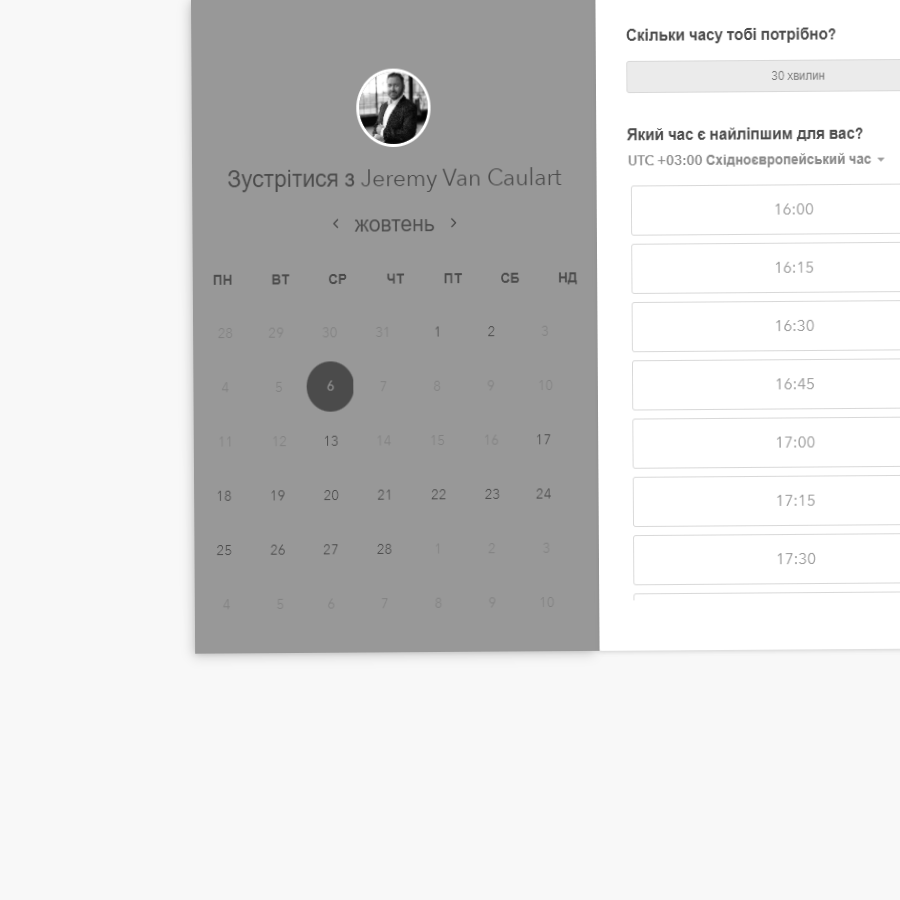 Зустрітися з Jeremy Van Caulart
жовтень
ПН ВТ СР ЧТ ПТ СБ НД
28 29 30 31 1 2 3
4 5 6 7 8 9 10
11 12 13 14 15 16 17
18 19 20 21 22 23 24
25 26 27 28 1 2 3
4 5 6 7 8 9 10
Скільки часу тобі потрібно?
30 хвилин
Який час є найліпшим для вас?
UTC +03:00 Східноєвропейський час
16:00
16:15
16:30
16:45
17:00
17:15
17:30